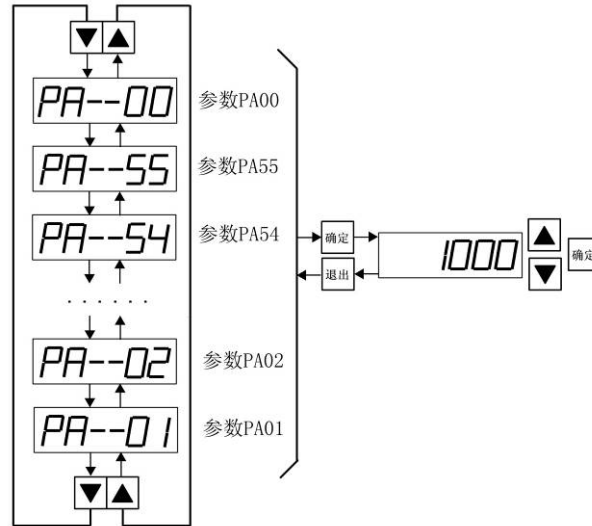 PA--00 参数PA00
PA--55 参数PA55
PA--54 参数PA54
确定
1000
确定
退出
......
PA--02 参数PA02
PA--01 参数PA01